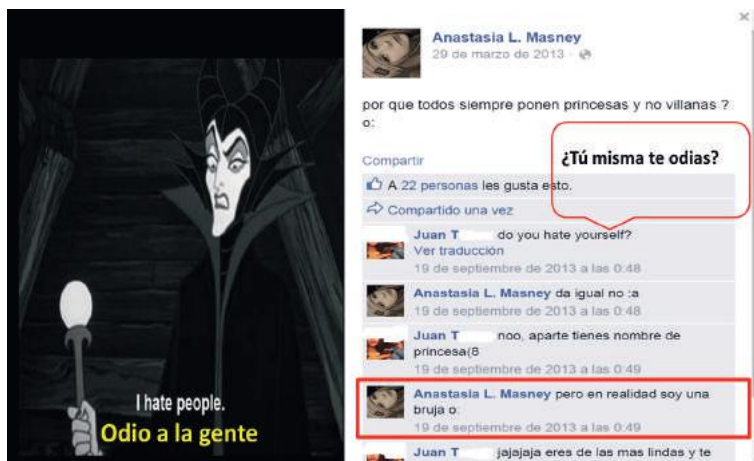 I hate people.
Odio a la gente
Anastasia L. Masney
29 de marzo de 2013
por que todos siempre ponen princesas y no villanas ?
o:
¿Tú misma te odias?
Compartir
A 22 personas les gusta esto.
Compartido una vez
Juan T do you hate yourself?
Ver traducción
19 de septiembre de 2013 a las 0:48
Anastasia L. Masney da igual no :a
19 de septiembre de 2013 a las 0:48
Juan T noo, aparte tienes nombre de
princesa(8
19 de septiembre de 2013 a las 0:49
Anastasia L. Masney pero en realidad soy una
bruja o:
19 de septiembre de 2013 a las 0:49
Juan T jajajaja eres de las mas lindas y te